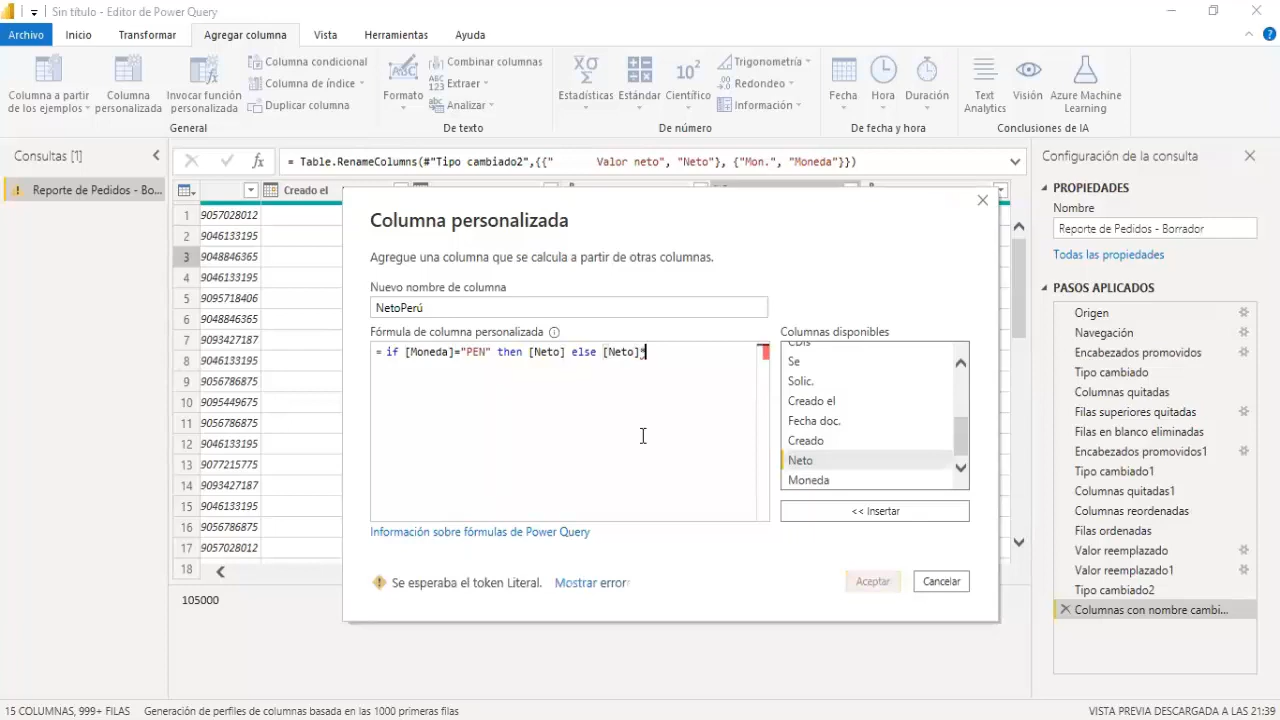 Sin título - Editor de Power Query
Archivo Inicio Transformar Agregar columna Vista Herramientas Ayuda
Columna a partir de los ejemplos
Columna personalizada
Invocar función personalizada
Columna condicional
Columna de índice
Duplicar columna
General
Formato
Combinar columnas
Extraer
Analizar
De texto
Estadísticas
Estándar
Científico
Trigonometría
Redondeo
Información
De número
Fecha
Hora
Duración
De fecha y hora
Text Analytics
Visión
Azure Machine Learning
Conclusiones de IA
Consultas [1]
Reporte de Pedidos - Bo...
= Table.RenameColumns(#"Tipo cambiado2",{{" Valor neto", "Neto"}, {"Mon.", "Moneda"}})
Creado el
1 9057028012
2 9046133195
3 9048846365
4 9046133195
5 9095718406
6 9048846365
7 9093427187
8 9046133195
9 9056786875
10 9095449675
11 9056786875
12 9046133195
13 9077215775
14 9093427187
15 9046133195
16 9056786875
17 9057028012
18
105000
Columna personalizada
Agregue una columna que se calcula a partir de otras columnas.
Nuevo nombre de columna
NetoPerú
Fórmula de columna personalizada
= if [Moneda]="PEN" then [Neto] else [Neto]*
Columnas disponibles
Se
Solic.
Creado el
Fecha doc.
Creado
Neto
Moneda
<< Insertar
Información sobre fórmulas de Power Query
Se esperaba el token Literal. Mostrar error
Aceptar
Cancelar
Configuración de la consulta
PROPIEDADES
Nombre
Reporte de Pedidos - Borrador
Todas las propiedades
PASOS APLICADOS
Origen
Navegación
Encabezados promovidos
Tipo cambiado
Columnas quitadas
Filas superiores quitadas
Filas en blanco eliminadas
Encabezados promovidos1
Tipo cambiado1
Columnas quitadas1
Columnas reordenadas
Filas ordenadas
Valor reemplazado
Valor reemplazado1
Tipo cambiado2
Columnas con nombre cambi...
15 COLUMNAS, 999+ FILAS Generación de perfiles de columnas basada en las 1000 primeras filas
VISTA PREVIA DESCARGADA A LAS 21:39